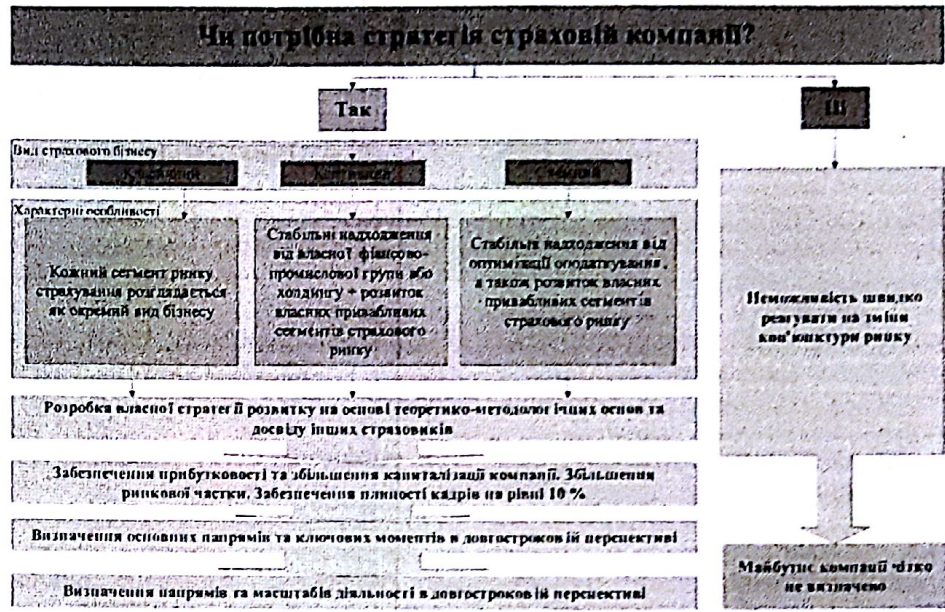 Чи потрібна стратегія страховій компанії?
Так
Ні
Вид страхового бізнесу
Класичний
Кептивний
Схемний
Характерні особливості
Кожний сегмент ринку
страхування розглядається
як окремий вид бізнесу
Стабільні надходження
від власної фінансово-
промислової групи або
холдингу + розвиток
власних привабливих
сегментів страхового
ринку
Стабільні надходження від
оптимізації оподаткування,
а також розвиток власних
привабливих сегментів
страхового ринку
Неможливість швидко
реагувати на зміни
кон'юнктури ринку
Розробка власної стратегії розвитку на основі теоретико-методологічних основ та
досвіду інших страховиків
Забезпечення прибутковості та збільшення капіталізації компанії. Збільшення
ринкової частки. Забезпечення плинності кадрів на рівні 10 %
Визначення основних напрямів та ключових моментів в довгостроковій перспективі
Визначення напрямів та масштабів діяльності в довгостроковій перспективі
Майбутнє компанії чітко
не визначено